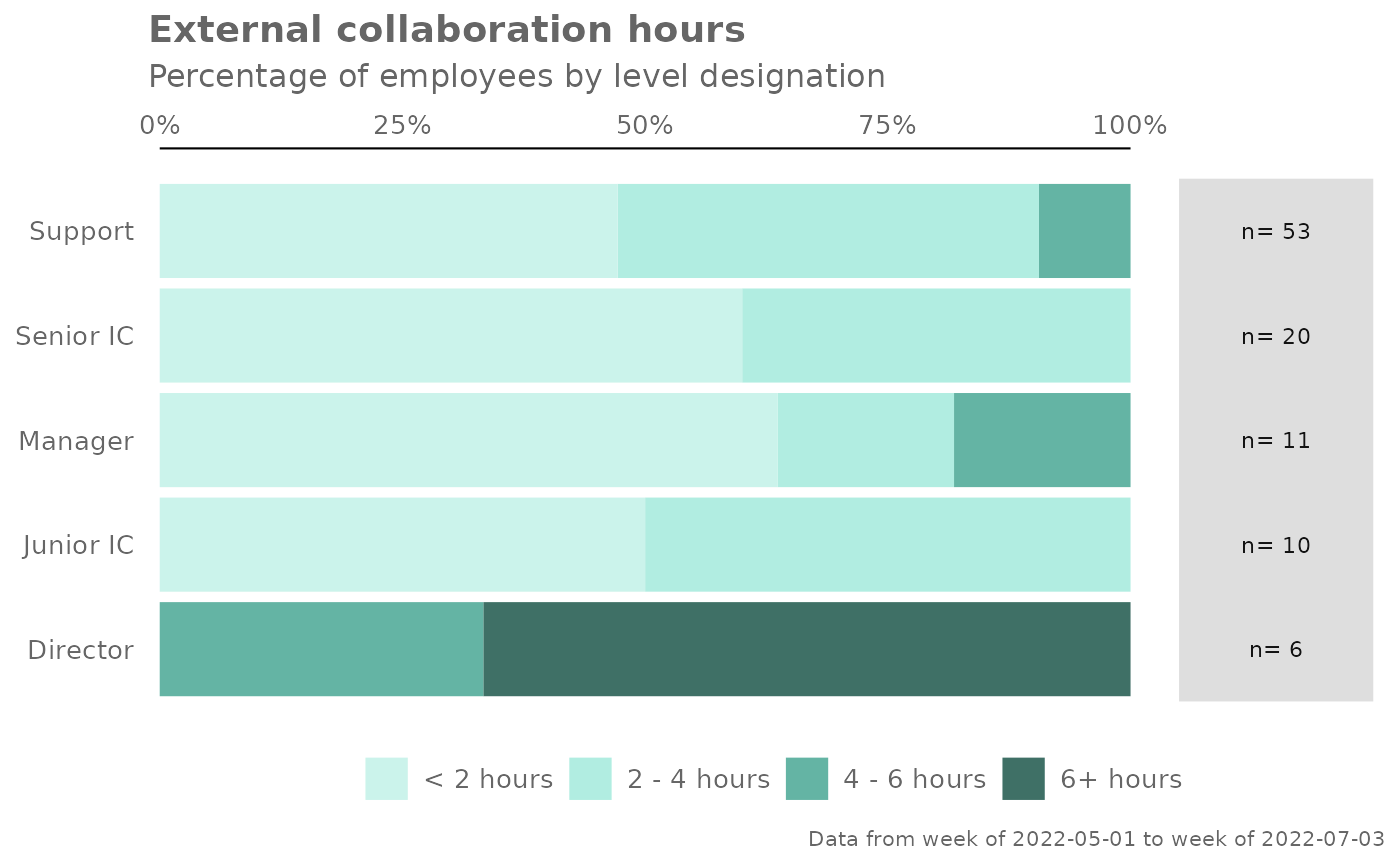 External collaboration hours
Percentage of employees by level designation
0% 25% 50% 75% 100%
Support n= 53
Senior IC n= 20
Manager n= 11
Junior IC n= 10
Director n= 6
< 2 hours 2 - 4 hours 4 - 6 hours 6+ hours
Data from week of 2022-05-01 to week of 2022-07-03